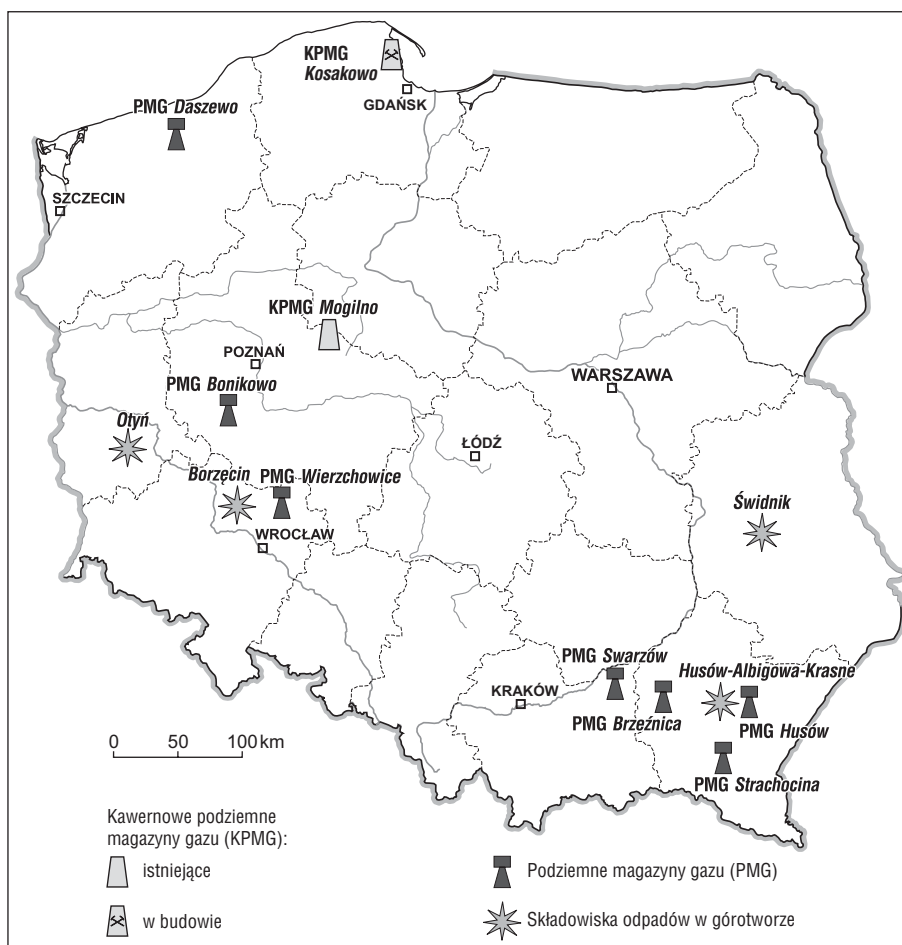 KPMG
Kosakowo
GDAŃSK
PMG Daszewo
SZCZECIN
KPMG Mogilno
POZNAŃ
WARSZAWA
PMG Bonikowo
Otyń
ŁÓDŹ
Borzęcin
PMG Wierzchowice
Świdnik
WROCŁAW
PMG Swarzów
Husów-Albigowa-Krasne
KRAKÓW
PMG Brzeźnica
PMG Husów
PMG Strachocina
0 50 100 km
Kawernowe podziemne
magazyny gazu (KPMG):
istniejące
w budowie
Podziemne magazyny gazu (PMG)
Składowiska odpadów w górotworze